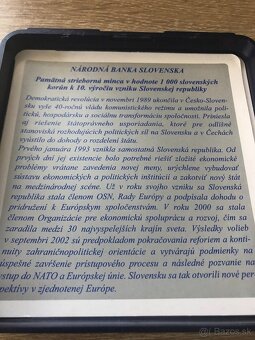 NÁRODNÁ BANKA SLOVENSKA
Pamätná strieborná minca v hodnote 1 000 slovenských
korún k 10. výročiu vzniku Slovenskej republiky
Demokratická revolúcia v novembri 1989 ukončila v Česko-Sloven-
sku vyše 40-ročnú vládu komunistického režimu a umožnila poli-
tickú, hospodársku a sociálnu transformáciu spoločnosti. Priniesla
aj riešenie štátoprávneho usporiadania, ktoré pre odlišné
stanoviská rozhodujúcich politických síl na Slovensku a v Čechách
vyústilo do dohody o rozdelení štátu.
Prvého januára 1993 vznikla samostatná Slovenská republika. Od
prvých dní jej existencie bolo potrebné riešiť zložité ekonomické
problémy vrátane zavedenia novej meny, urýchlene vybudovať
sústavu ekonomických a politických inštitúcií a zakotviť nový štát
na medzinárodnej scéne. Už v roku svojho vzniku sa Slovenská
republika stala členom OSN, Rady Európy a podpísala dohodu o
pridružení k Európskym spoločenstvám. V roku 2000 sa stala
členom Organizácie pre ekonomickú spoluprácu a rozvoj, čím sa
zaradila medzi 30 najvyspelejších krajín sveta. Výsledky volieb
v septembri 2002 sú predpokladom pokračovania reforiem a konti-
nuity zahraničnopolitickej orientácie a vytvárajú podmienky na
úspešné zavŕšenie prístupového procesu a následné pozvanie na
vstup do NATO a Európskej únie. Slovensku sa tak otvorili nové per-
spektívy v zjednotenej Európe.
Bazos.sk